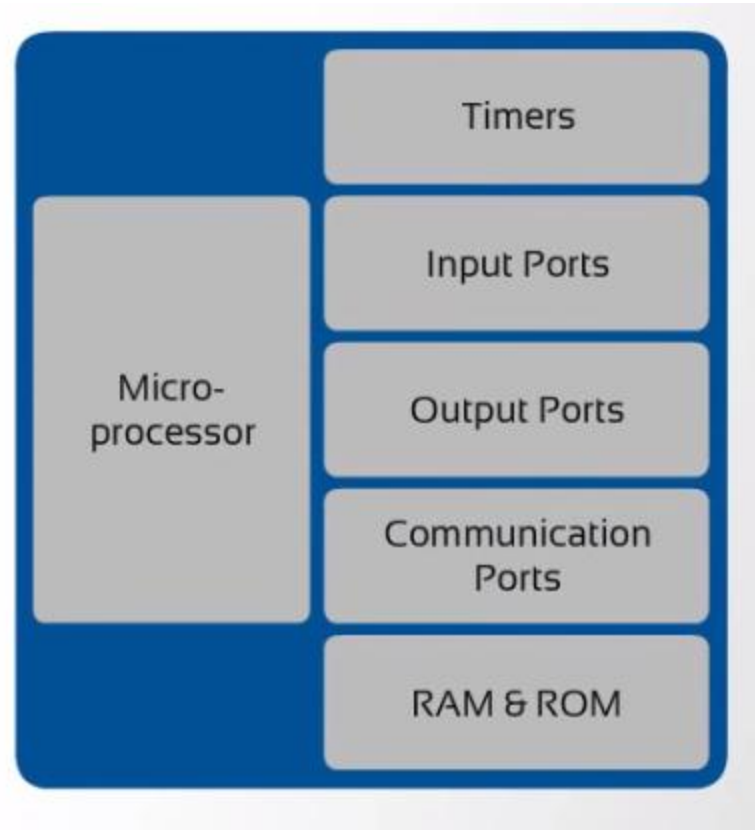 Timers
Input Ports
Micro-
processor
Output Ports
Communication
Ports
RAM & ROM